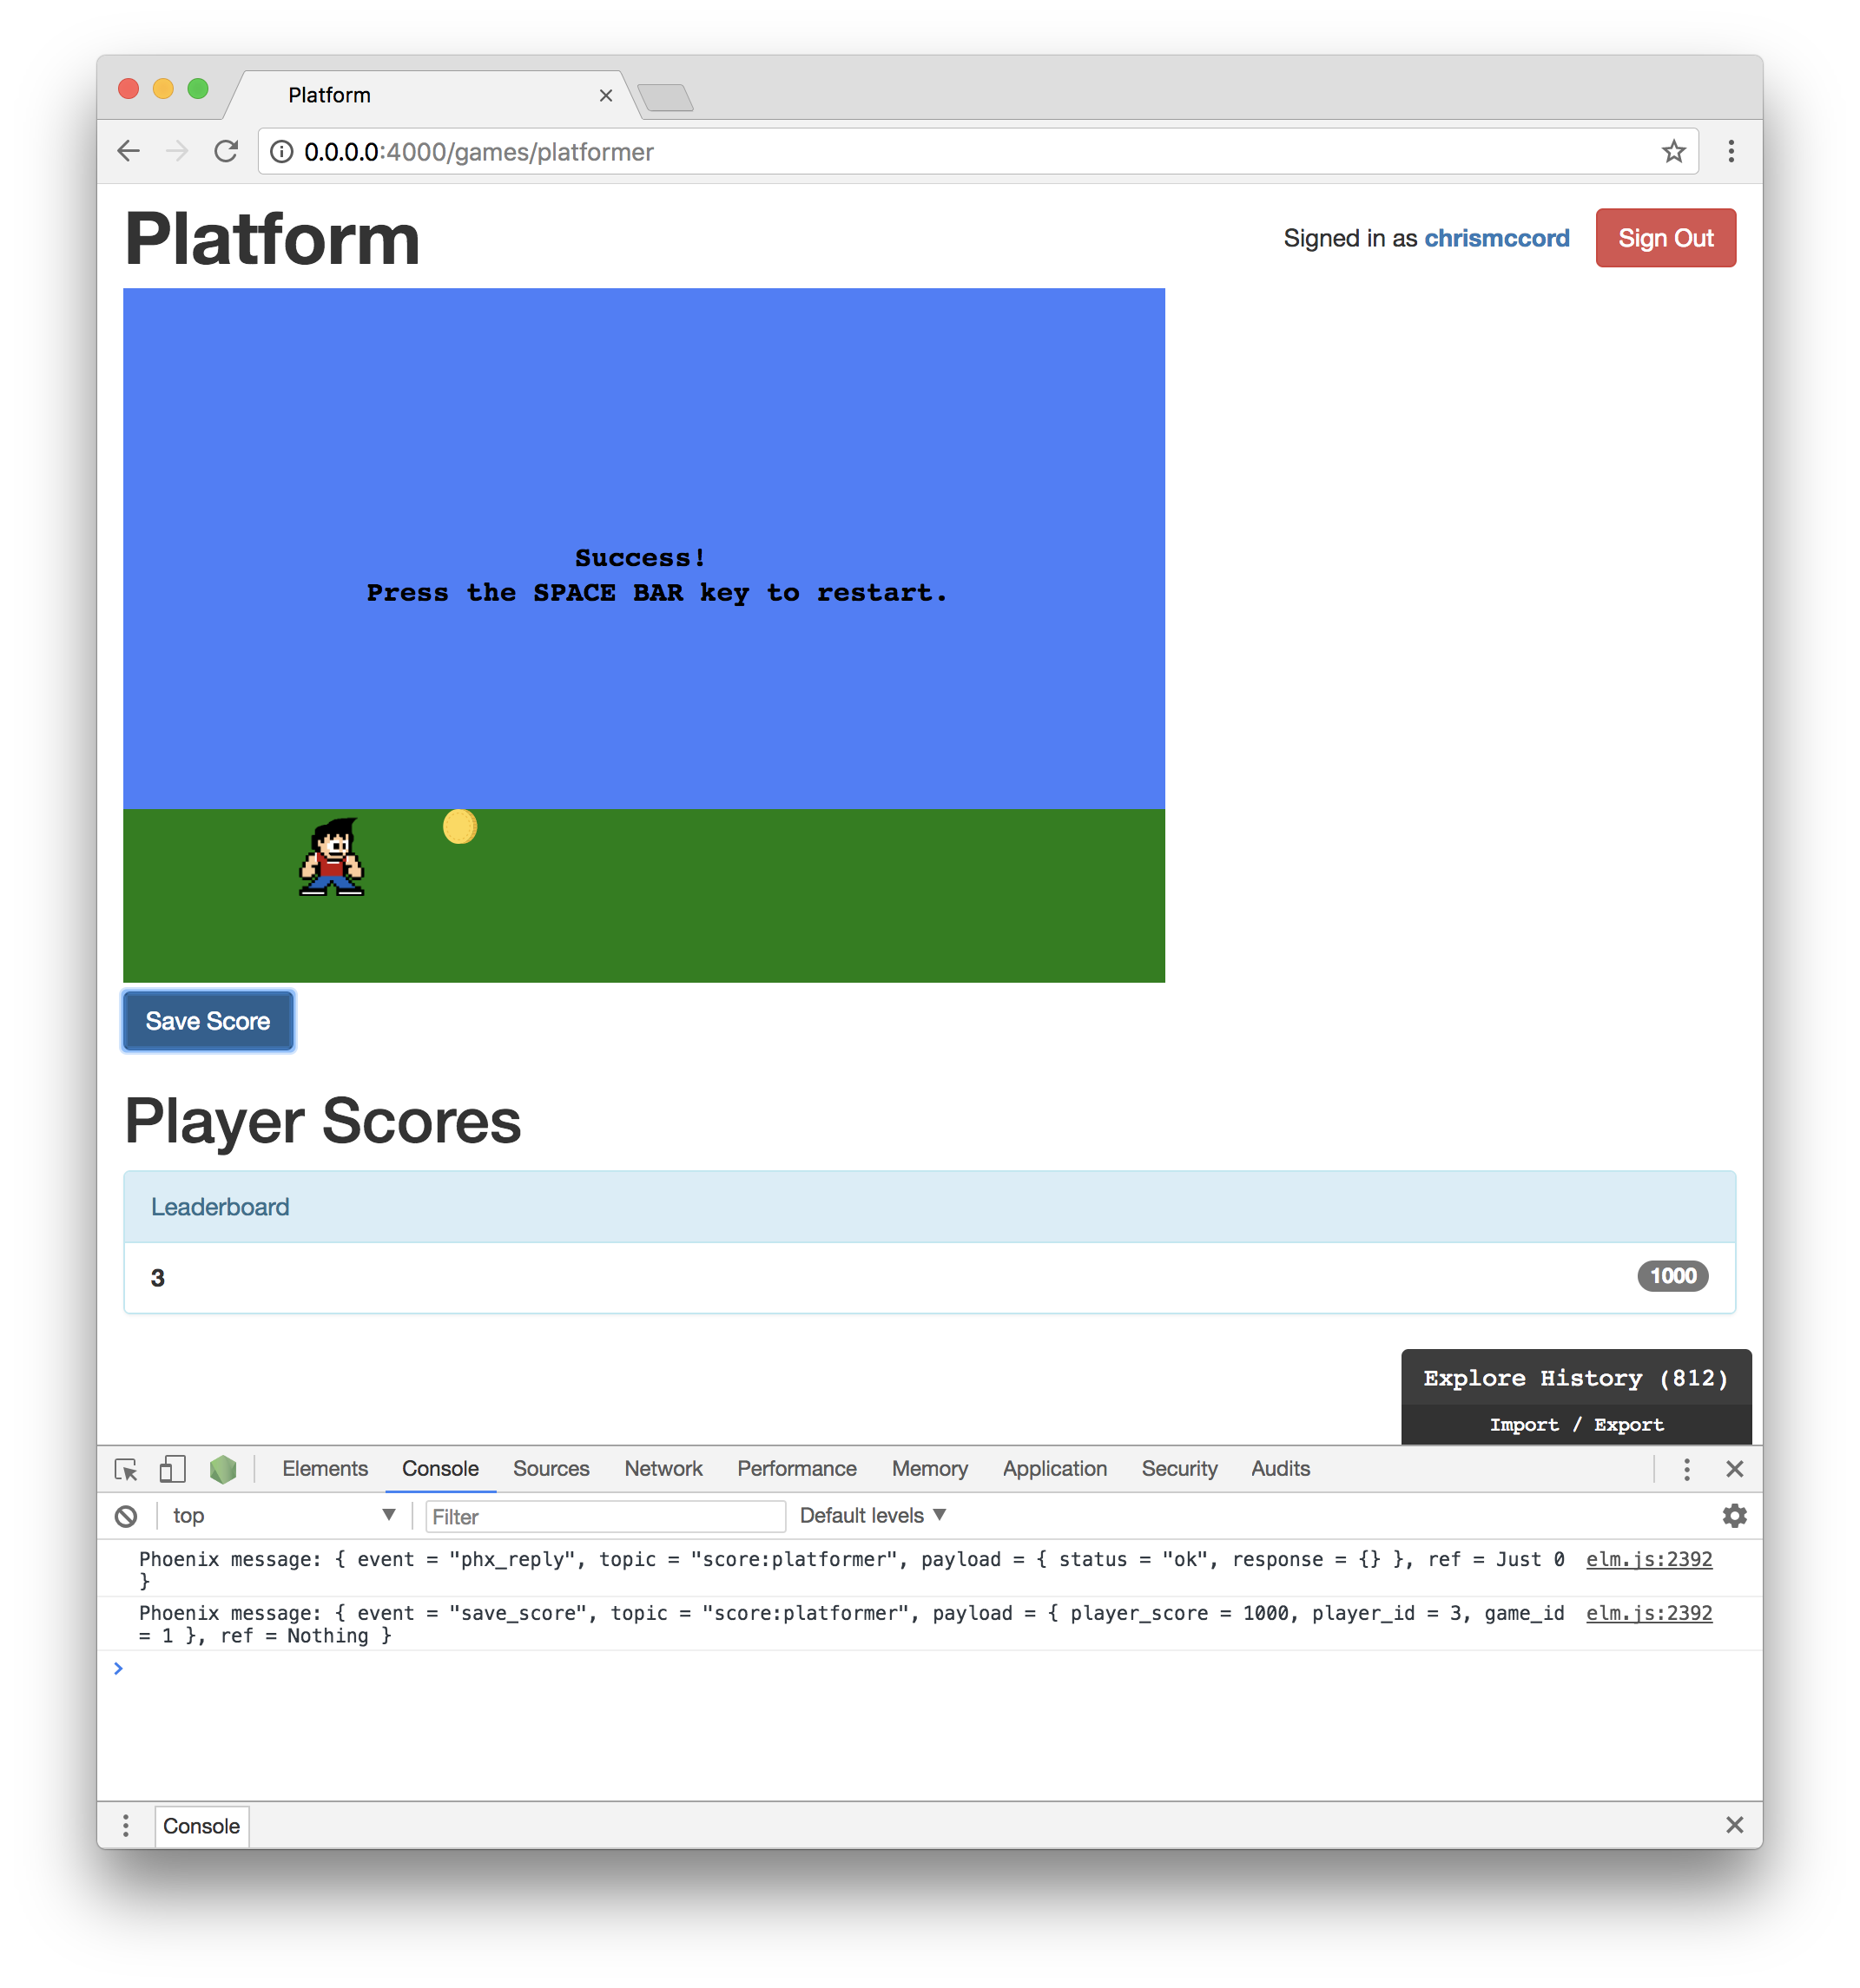 Platform
0.0.0.0:4000/games/platformer
Platform
Signed in as chrismccord
Sign Out
Success!
Press the SPACE BAR key to restart.
Save Score
Player Scores
Leaderboard
3
1000
Explore History (812)
Import / Export
Elements Console Sources Network Performance Memory Application Security Audits
top
Filter
Default levels
Phoenix message: { event = "phx_reply", topic = "score:platformer", payload = { status = "ok", response = {} }, ref = Just 0 elm.js:2392
}
Phoenix message: { event = "save_score", topic = "score:platformer", payload = { player_score = 1000, player_id = 3, game_id elm.js:2392
= 1 }, ref = Nothing }
Console